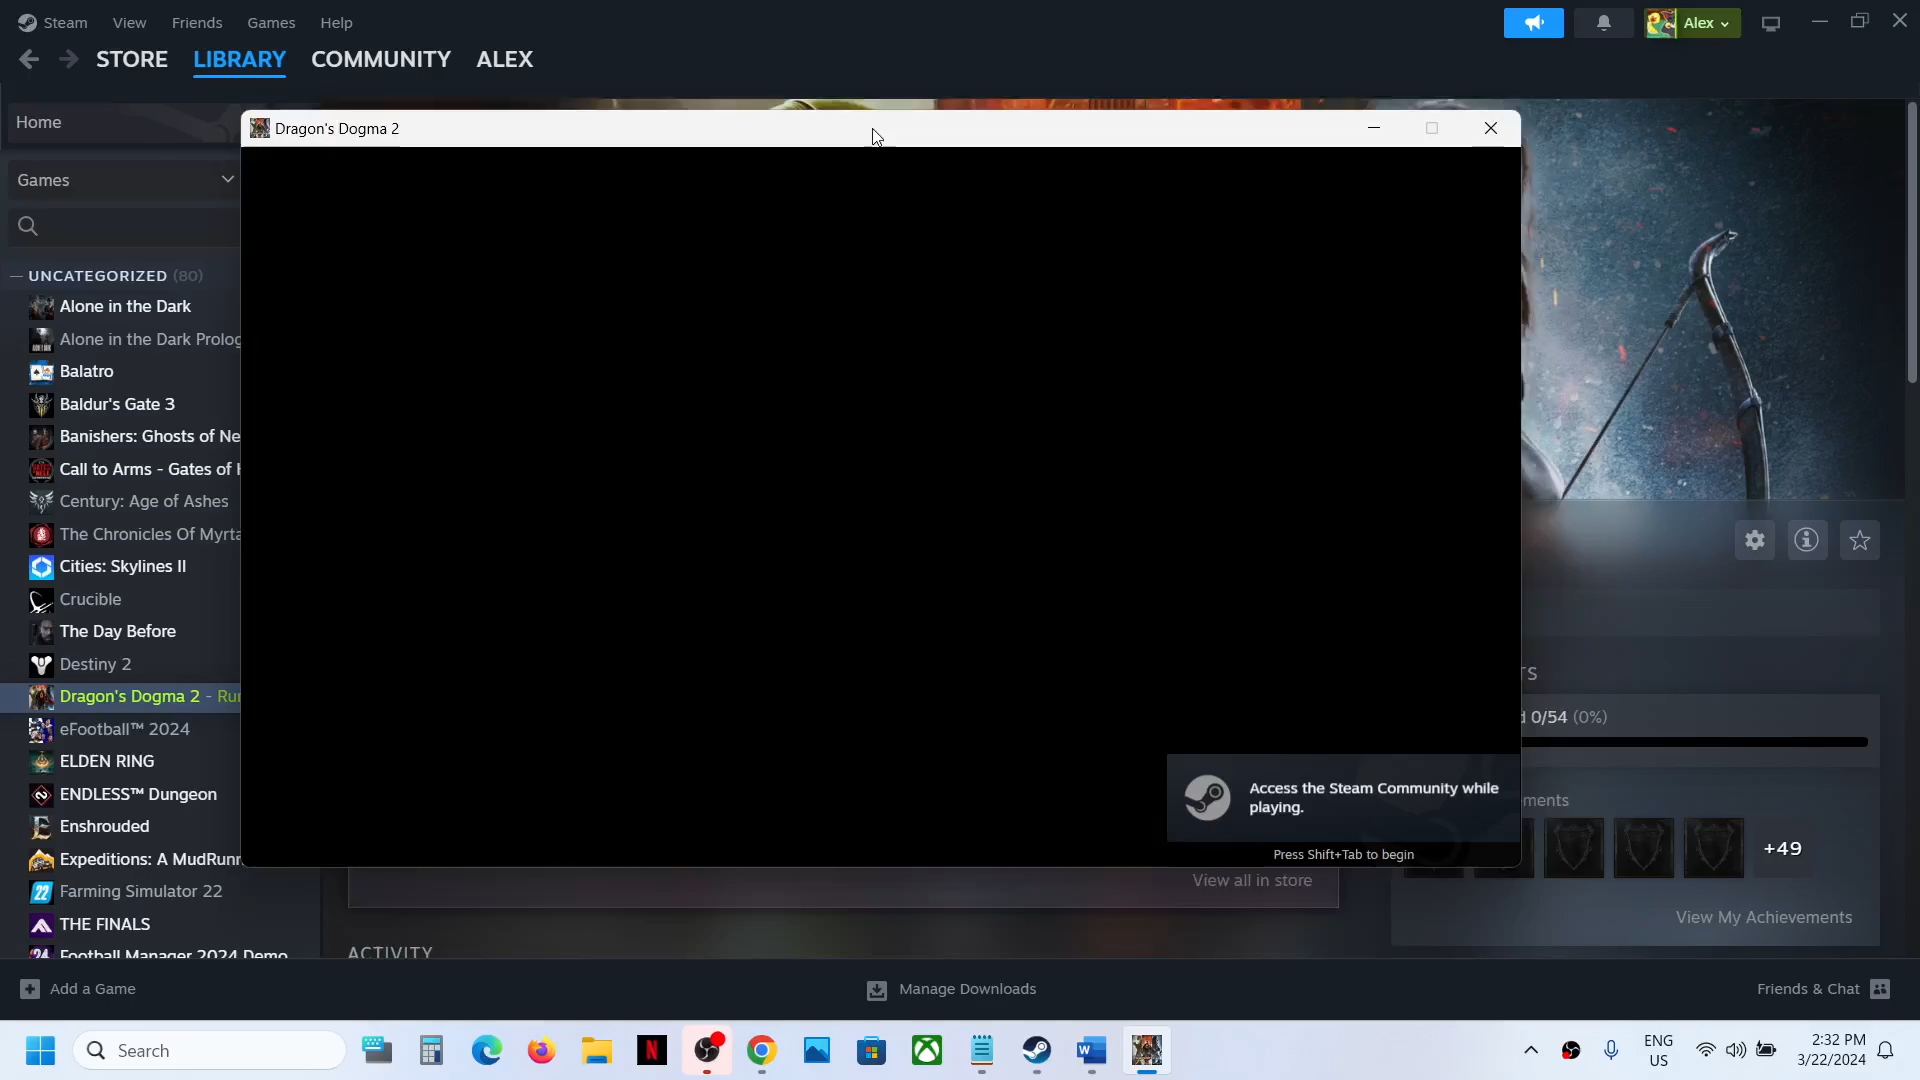 Steam View Friends Games Help
Alex
STORE LIBRARY COMMUNITY ALEX
Home
Dragon's Dogma 2
Games
— UNCATEGORIZED (80)
Alone in the Dark
Alone in the Dark Prolog
Balatro
Baldur's Gate 3
Banishers: Ghosts of Ne
Call to Arms - Gates of H
Century: Age of Ashes
The Chronicles Of Myrta
Cities: Skylines II
Crucible
The Day Before
Destiny 2
Dragon's Dogma 2 - Run
eFootball™ 2024
ELDEN RING
ENDLESS™ Dungeon
Enshrouded
Expeditions: A MudRunn
Farming Simulator 22
THE FINALS
Football Manager 2024 Demo
TS
d 0/54 (0%)
Access the Steam Community while
playing.
Press Shift+Tab to begin
ements
+49
View all in store
View My Achievements
ACTIVITY
Add a Game
Manage Downloads
Friends & Chat
Search
ENG
US
2:32 PM
3/22/2024